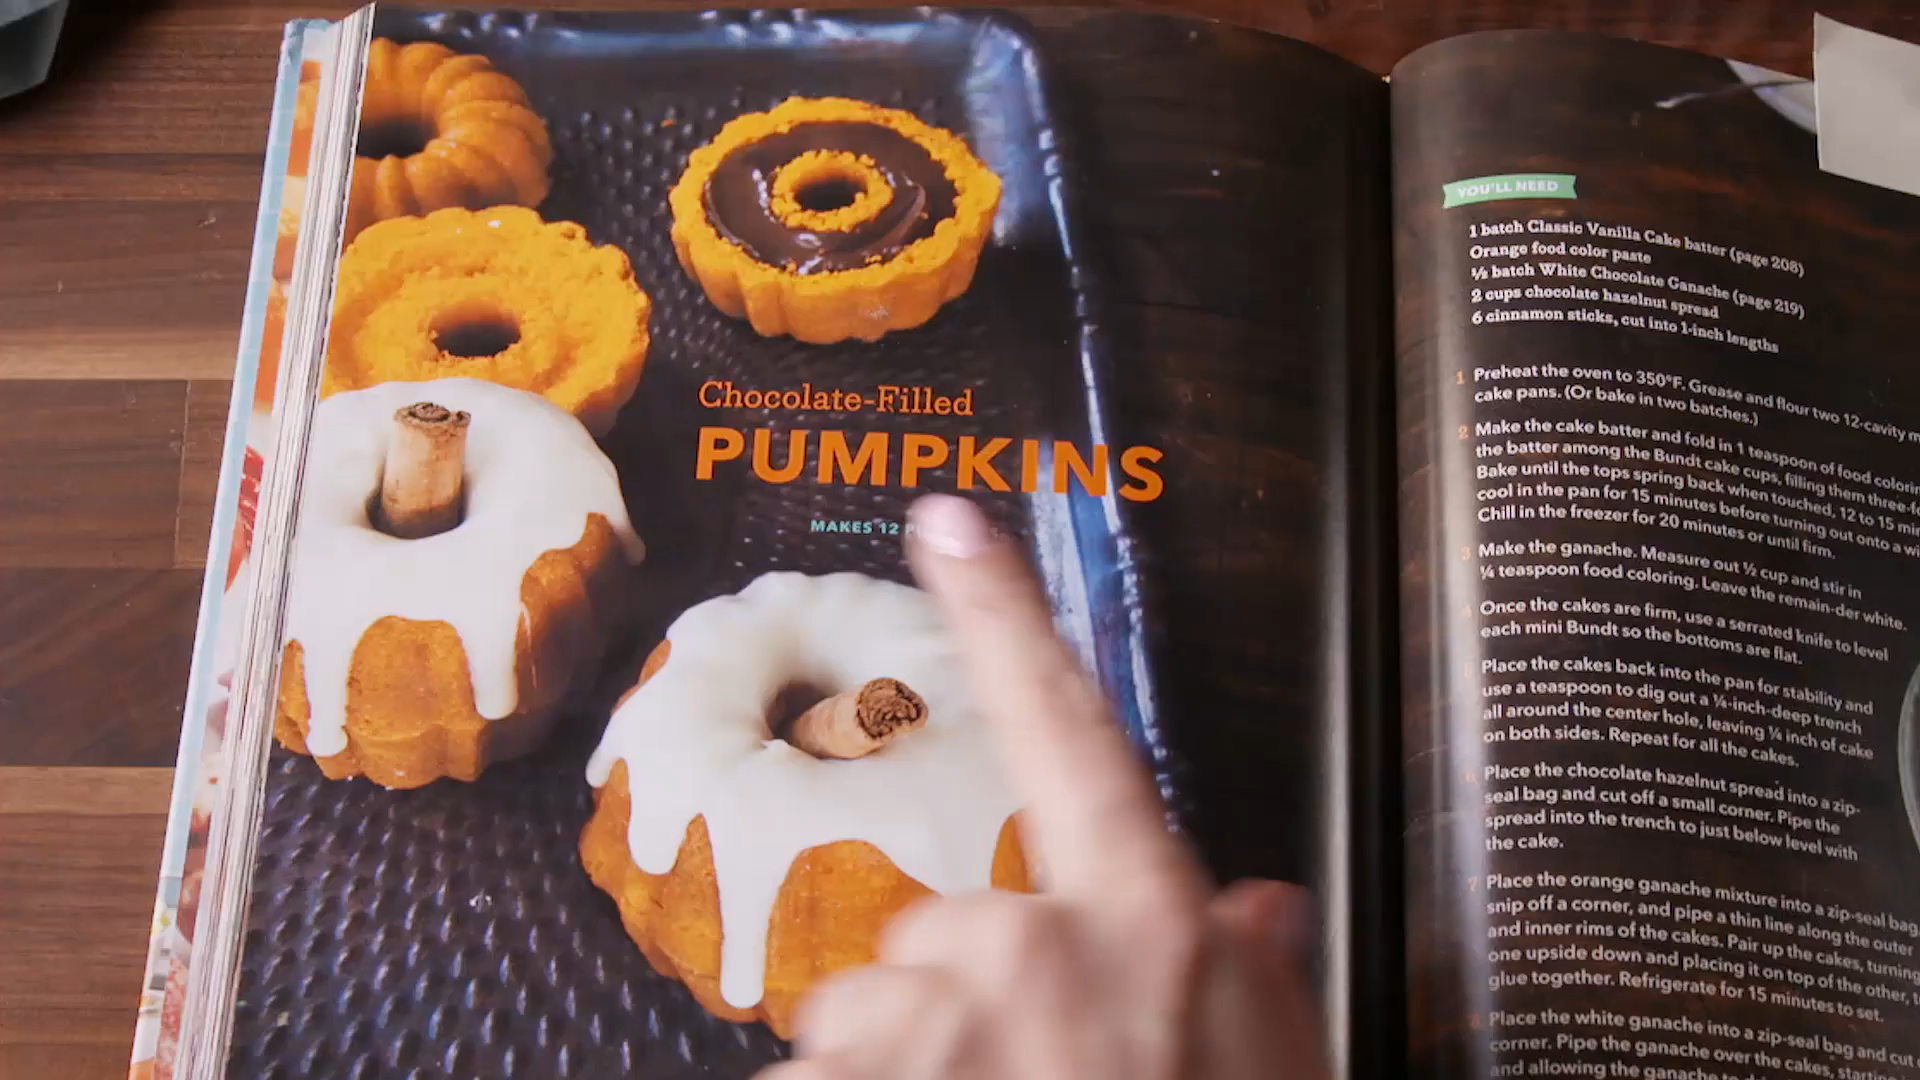 Chocolate-Filled
PUMPKINS
MAKES 12
YOU'LL NEED
1 batch Classic Vanilla Cake batter (page 208)
Orange food color paste
½ batch White Chocolate Ganache (page 219)
2 cups chocolate hazelnut spread
6 cinnamon sticks, cut into 1-inch lengths
1 Preheat the oven to 350°F. Grease and flour two 12-cavity
cake pans. (Or bake in two batches.)
2 Make the cake batter and fold in 1 teaspoon of food
the batter among the Bundt cake cups, filling them
Bake until the tops spring back when touched, 12 to 15
cool in the pan for 15 minutes before turning out onto a
Chill in the freezer for 20 minutes or until firm.
3 Make the ganache. Measure out ½ cup and stir in
¼ teaspoon food coloring. Leave the remain-der white.
4 Once the cakes are firm, use a serrated knife to level
each mini Bundt so the bottoms are flat.
5 Place the cakes back into the pan for stability and
use a teaspoon to dig out a ¼-inch-deep trench
all around the center hole, leaving ¼ inch of cake
on both sides. Repeat for all the cakes.
6 Place the chocolate hazelnut spread into a zip-
seal bag and cut off a small corner. Pipe the
spread into the trench to just below level with
the cake.
7 Place the orange ganache mixture into a zip-seal bag,
snip off a corner, and pipe a thin line along the outer
and inner rims of the cakes. Pair up the cakes, turning
one upside down and placing it on top of the other,
glue together. Refrigerate for 15 minutes to set.
8 Place the white ganache into a zip-seal bag and cut
corner. Pipe the ganache over the cakes,
and allowing the ganache to